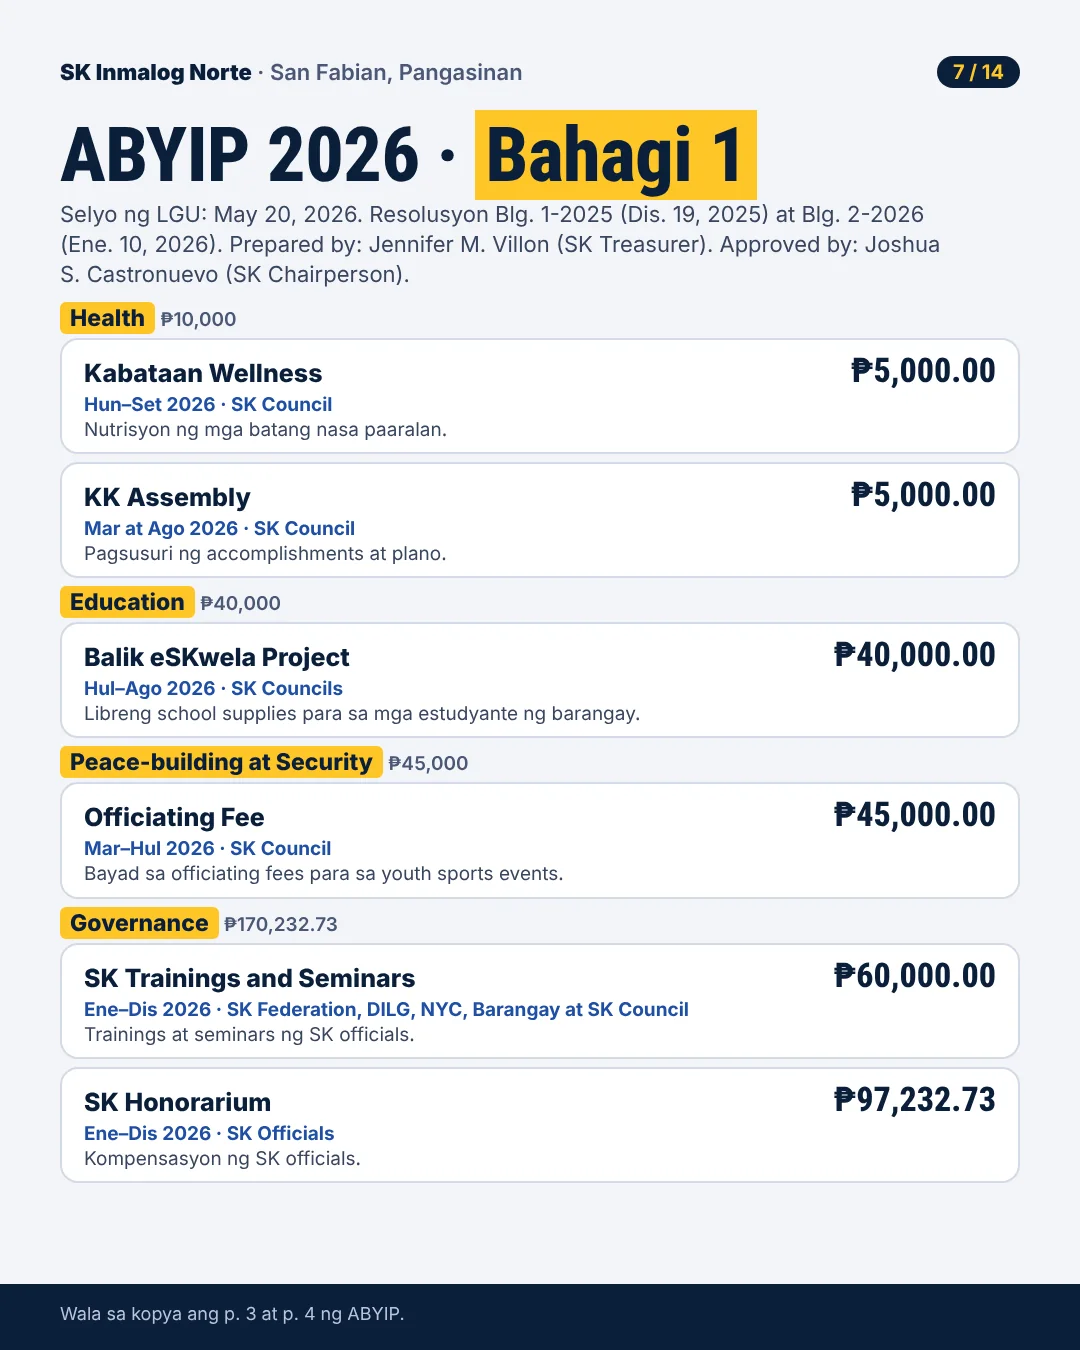 SK Inmalog Norte · San Fabian, Pangasinan
7 / 14
ABYIP 2026 · Bahagi 1
Selyo ng LGU: May 20, 2026. Resolusyon Blg. 1-2025 (Dis. 19, 2025) at Blg. 2-2026
(Ene. 10, 2026). Prepared by: Jennifer M. Villon (SK Treasurer). Approved by: Joshua
S. Castronuevo (SK Chairperson).
Health ₱10,000
Kabataan Wellness
₱5,000.00
Hun–Set 2026 · SK Council
Nutrisyon ng mga batang nasa paaralan.
KK Assembly
₱5,000.00
Mar at Ago 2026 · SK Council
Pagsusuri ng accomplishments at plano.
Education ₱40,000
Balik eSKwela Project
₱40,000.00
Hul–Ago 2026 · SK Councils
Libreng school supplies para sa mga estudyante ng barangay.
Peace-building at Security ₱45,000
Officiating Fee
₱45,000.00
Mar–Hul 2026 · SK Council
Bayad sa officiating fees para sa youth sports events.
Governance ₱170,232.73
SK Trainings and Seminars
₱60,000.00
Ene–Dis 2026 · SK Federation, DILG, NYC, Barangay at SK Council
Trainings at seminars ng SK officials.
SK Honorarium
₱97,232.73
Ene–Dis 2026 · SK Officials
Kompensasyon ng SK officials.
Wala sa kopya ang p. 3 at p. 4 ng ABYIP.